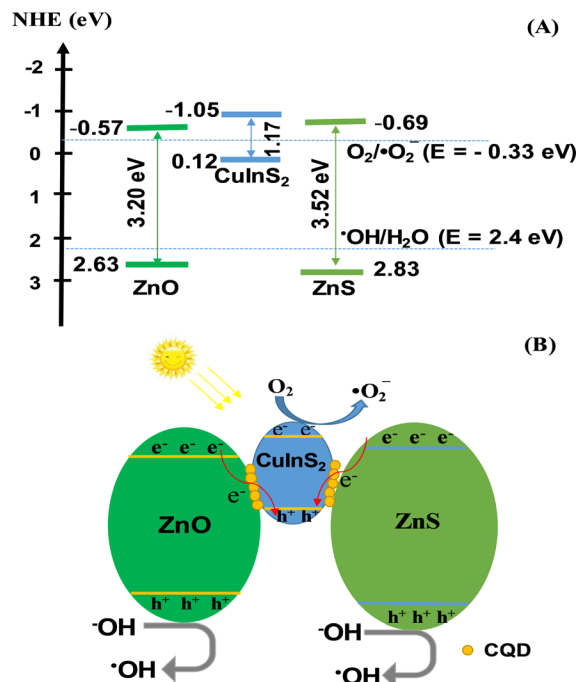 NHE (eV)
(A)
-2
-1
0
1
2
3
-0.57
3.20 eV
2.63
ZnO
-1.05
1.17
0.12
CuInS₂
-0.69
3.52 eV
2.83
ZnS
O₂/•O₂⁻ (E = - 0.33 eV)
•OH/H₂O (E = 2.4 eV)
(B)
O₂
•O₂⁻
e⁻ e⁻ e⁻
ZnO
h⁺ h⁺ h⁺
e⁻
e⁻ e⁻
CuInS₂
h⁺ h⁺
e⁻
e⁻ e⁻ e⁻
ZnS
h⁺ h⁺ h⁺
⁻OH
•OH
⁻OH
•OH
CQD